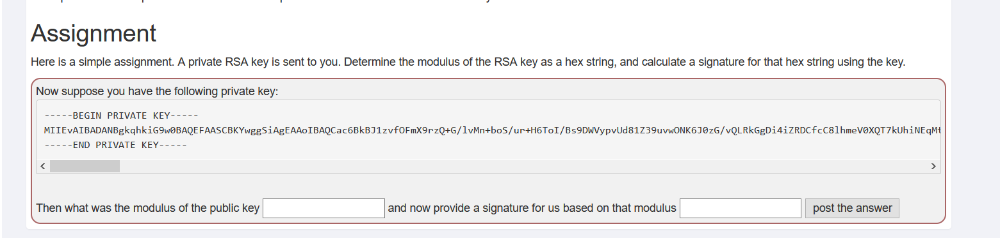 Assignment
Here is a simple assignment. A private RSA key is sent to you. Determine the modulus of the RSA key as a hex string, and calculate a signature for that hex string using the key.
Now suppose you have the following private key:
-----BEGIN PRIVATE KEY-----
MIIEvAIBADANBgkqhkiG9w0BAQEFAASCBKYwggSiAgEAAoIBAQCac6BkBJ1zvfOFmX9rzQ+G/lvMn+boS/ur+H6ToI/Bs9DWVypvUd81Z39uvwONK6J0zG/vQLRkGgDi4iZRDCfcC8lhmeV0XQT7kUhiNEqMt
-----END PRIVATE KEY-----
Then what was the modulus of the public key and now provide a signature for us based on that modulus post the answer